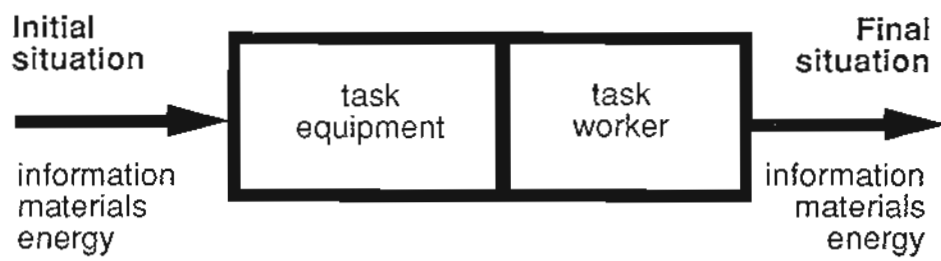 Initial
situation
information
materials
energy
task
equipment
task
worker
Final
situation
information
materials
energy